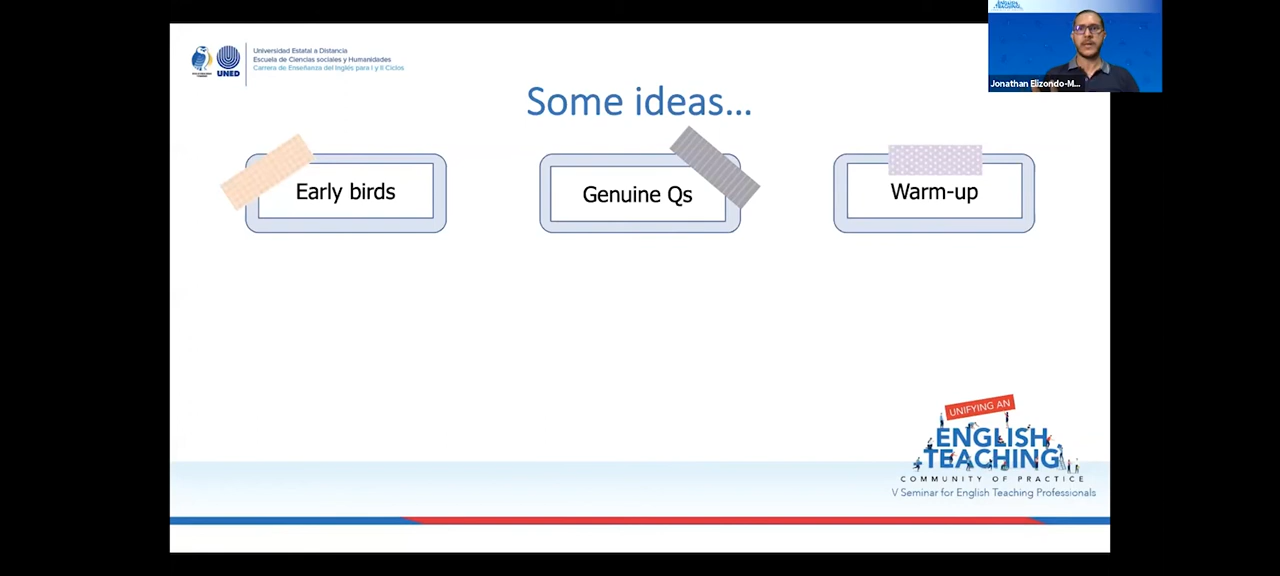 ENGLISH
TEACHING
Jonathan Elizondo-M...
Universidad Estatal a Distancia
Escuela de Ciencias sociales y Humanidades
Carrera de Enseñanza del Inglés para I y II Ciclos
UNED
Some ideas...
Early birds
Genuine Qs
Warm-up
UNIFYING AN
ENGLISH
TEACHING
COMMUNITY OF PRACTICE
V Seminar for English Teaching Professionals